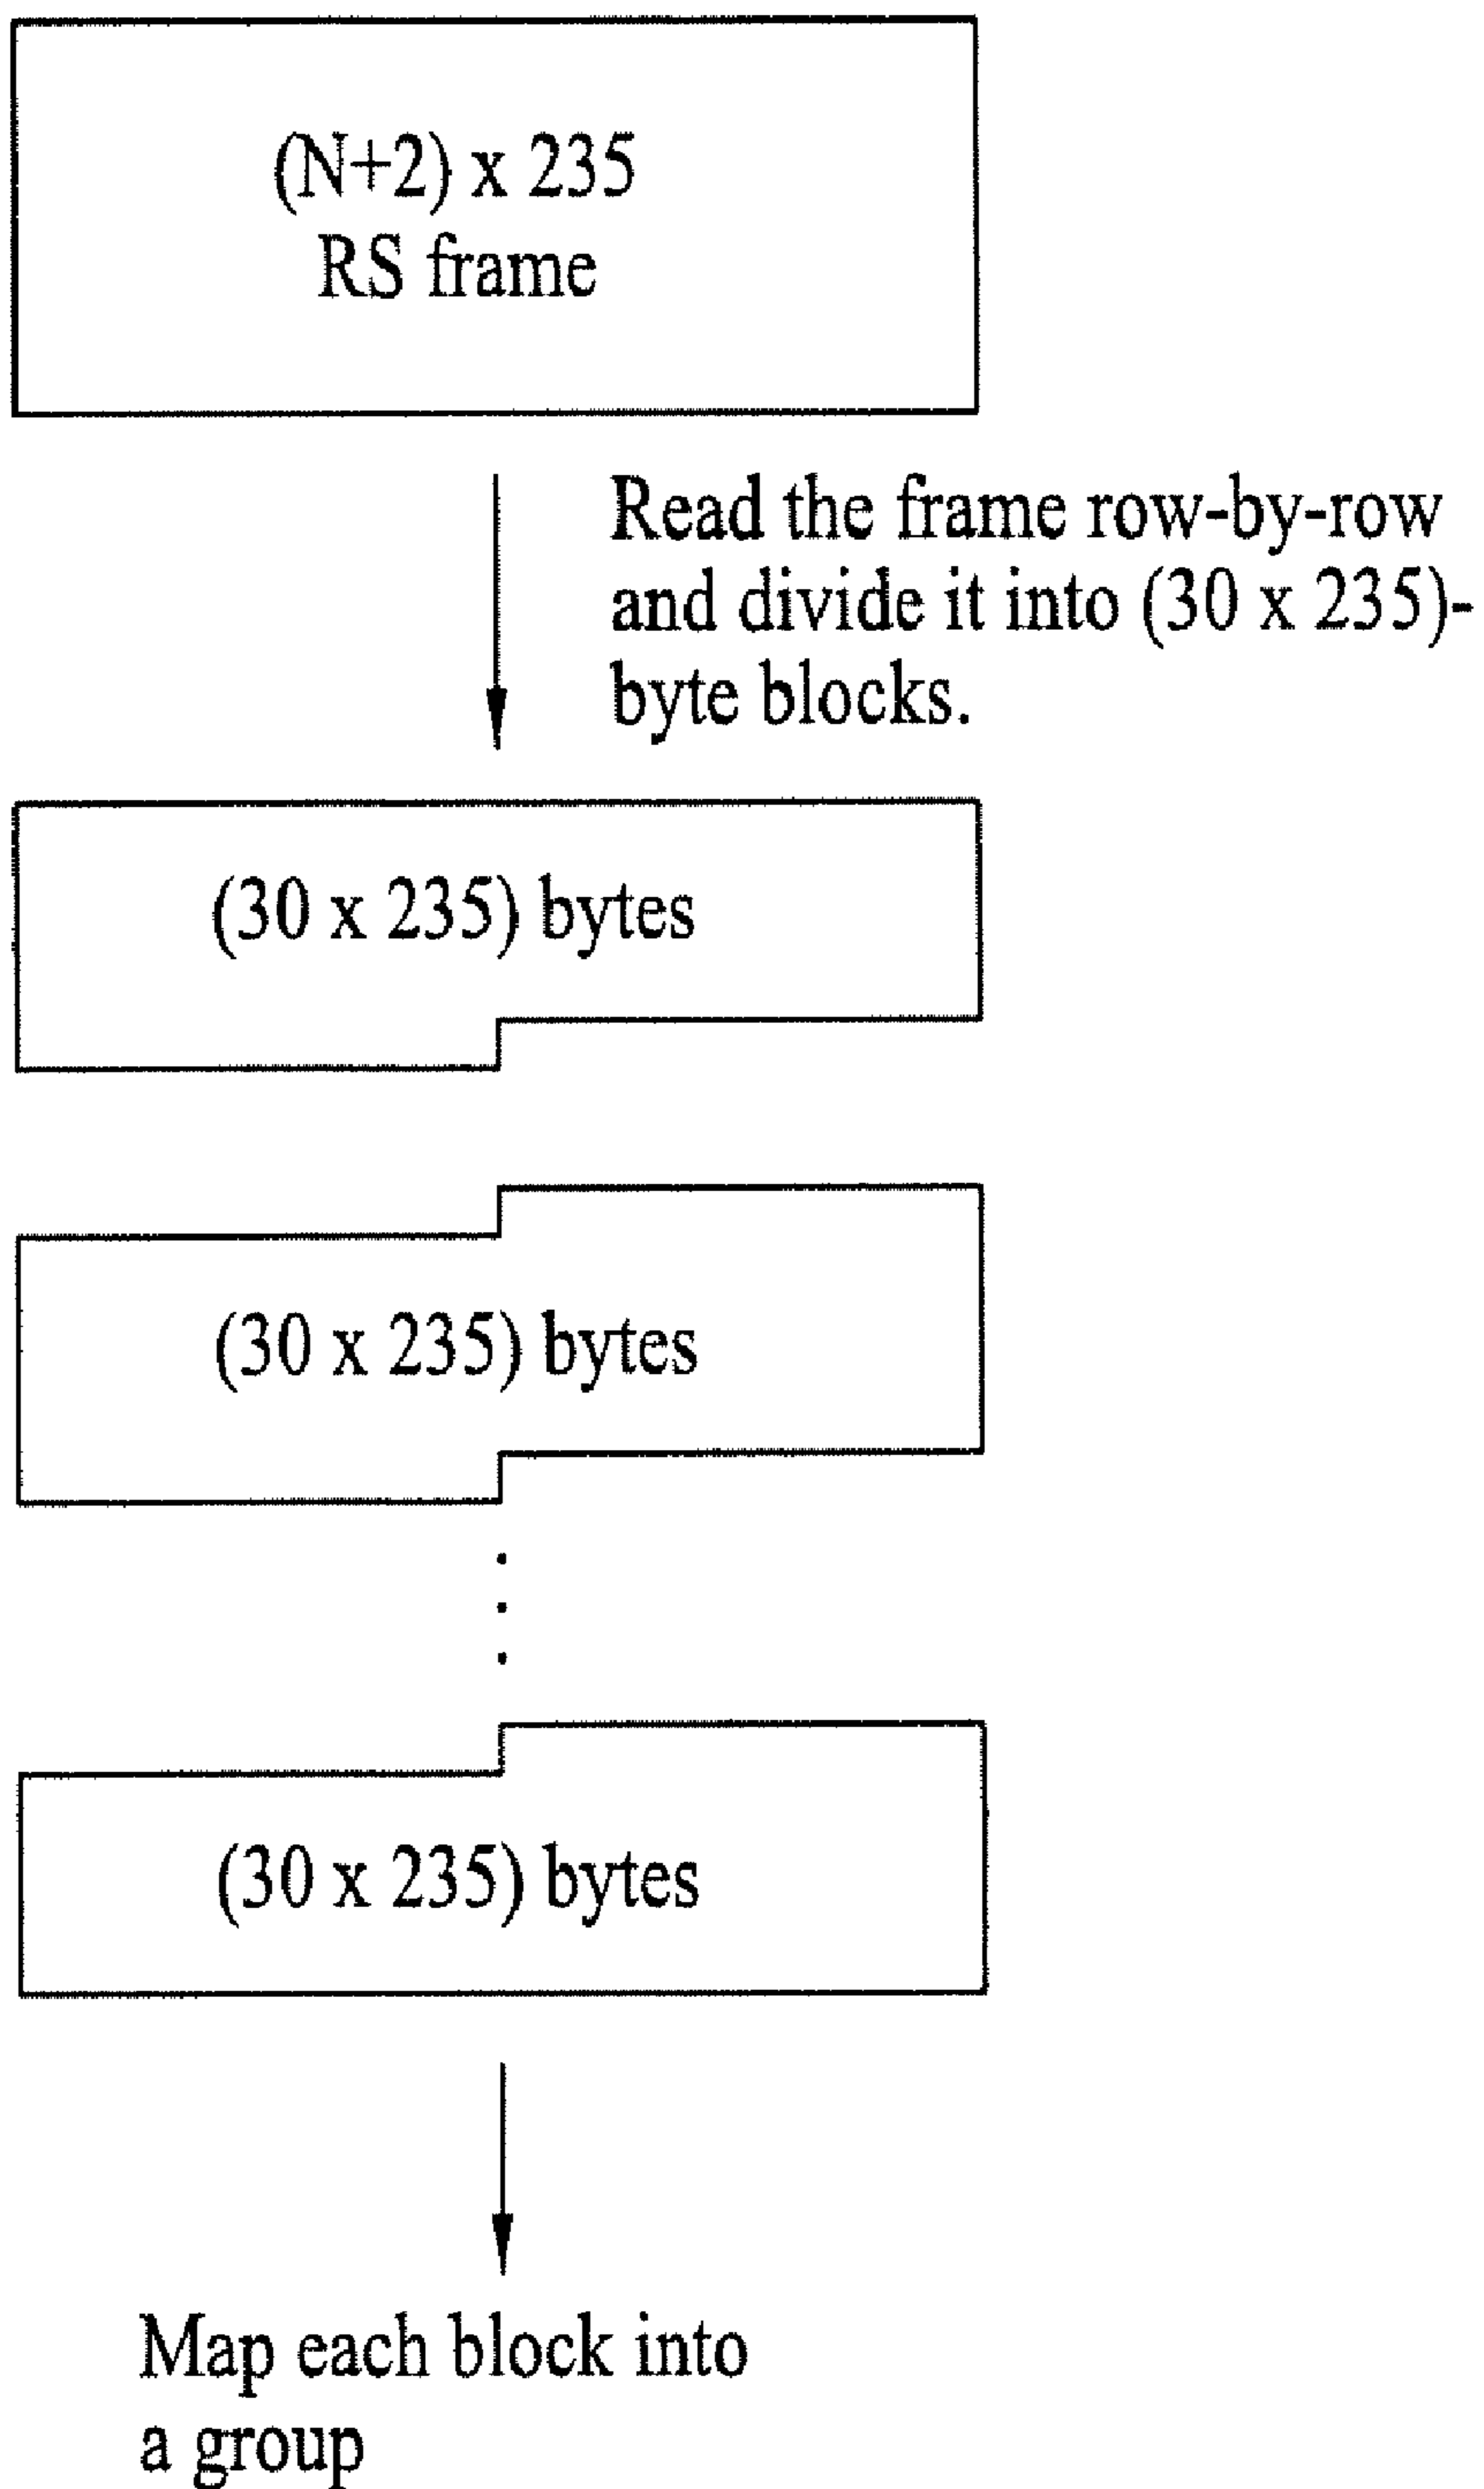 (N+2) x 235
RS frame
Read the frame row-by-row
and divide it into (30 x 235)-
byte blocks.
(30 x 235) bytes
(30 x 235) bytes
(30 x 235) bytes
Map each block into
a group